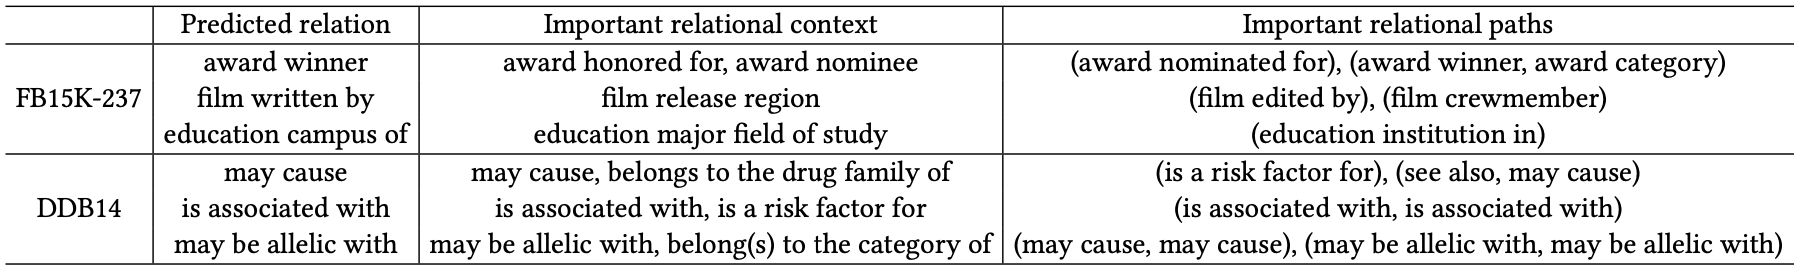 Predicted relation Important relational context Important relational paths
award winner award honored for, award nominee (award nominated for), (award winner, award category)
FB15K-237 film written by film release region (film edited by), (film crewmember)
education campus of education major field of study (education institution in)
may cause may cause, belongs to the drug family of (is a risk factor for), (see also, may cause)
DDB14 is associated with is associated with, is a risk factor for (is associated with, is associated with)
may be allelic with may be allelic with, belong(s) to the category of (may cause, may cause), (may be allelic with, may be allelic with)